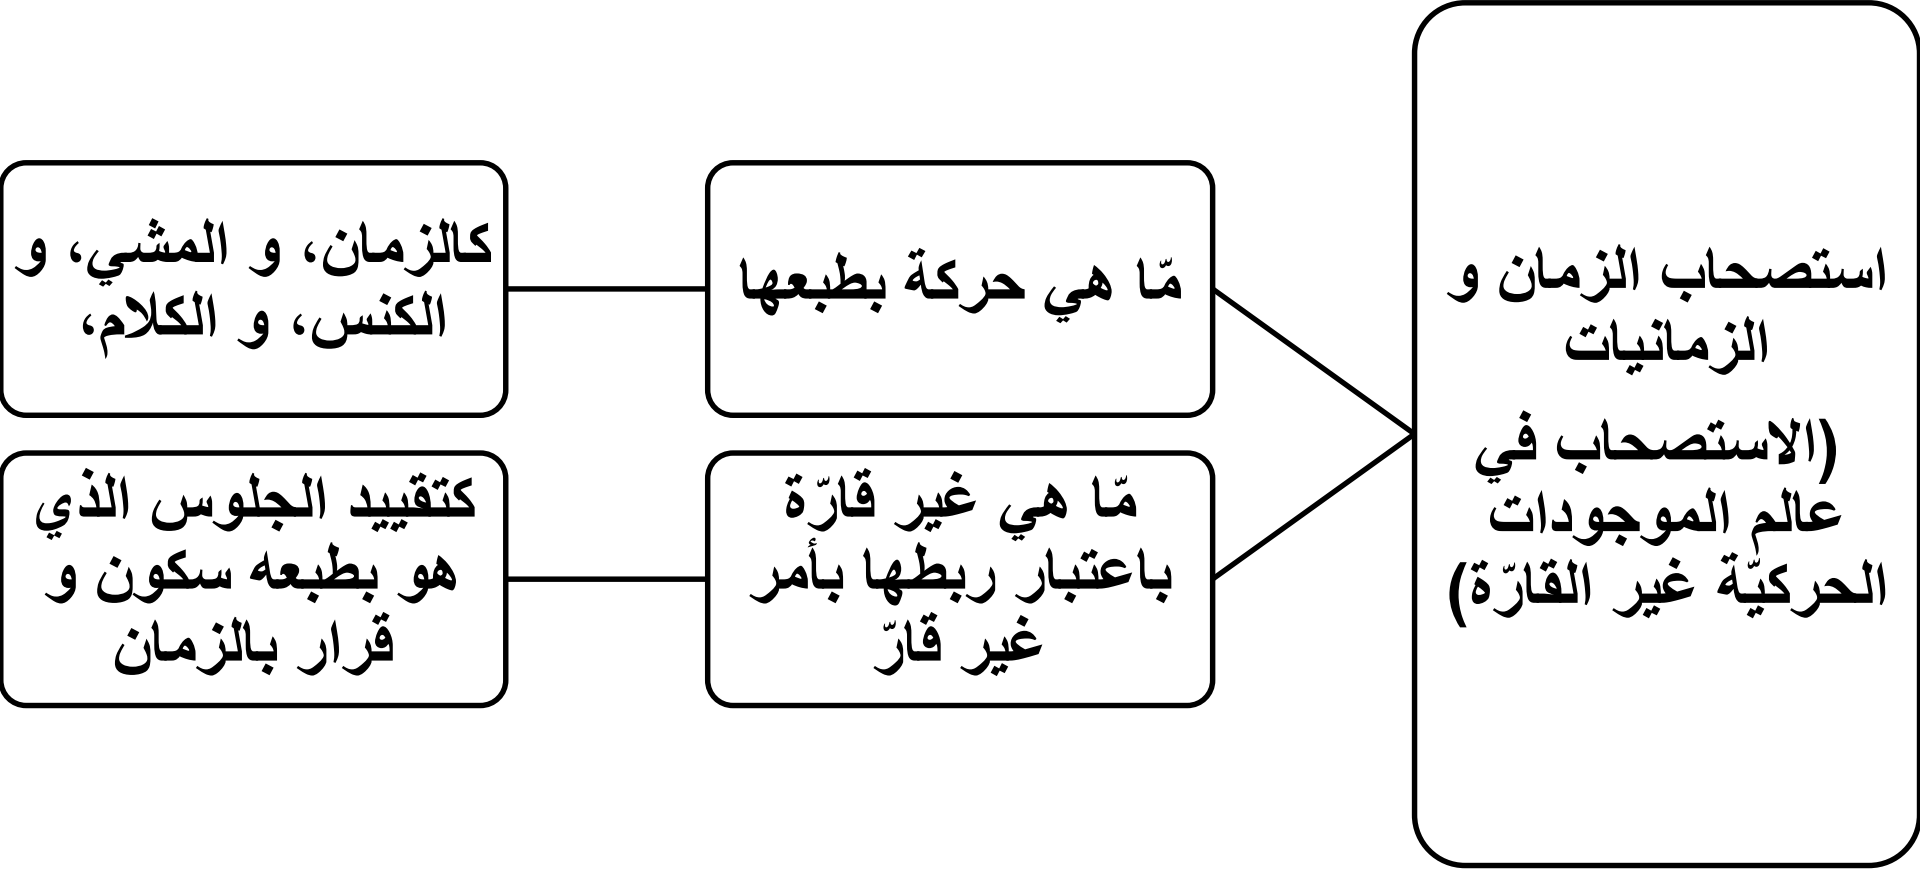 استصحاب الزمان و
الزمانيات
(الاستصحاب في
عالم الموجودات
الحركيّة غير القارّة)
مّا هي حركة بطبعها
كالزمان، و المشي، و
الكنس، و الكلام،
مّا هي غير قارّة
باعتبار ربطها بأمر
غير قارّ
كتقييد الجلوس الذي
هو بطبعه سكون و
قرار بالزمان